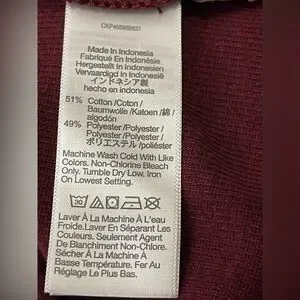 Made In Indonesia
Fabriqué En Indonésie
Hergestellt In Indonesien
Vervaardigd In Indonesië
インドネシア製
hecho en indonesia
51% Cotton /Coton /
Baumwolle /Katoen /綿 /
algodón
49% Polyester /Polyester /
Polyester /Polyester /
ポリエステル /poliéster
Machine Wash Cold With Like
Colors. Non-Chlorine Bleach
Only. Tumble Dry Low. Iron
On Lowest Setting.
30
Laver À La Machine À L'eau
Froide.Laver En Séparant Les
Couleurs. Seulement Agent
De Blanchiment Non-Chloric.
Sécher À La Machine À
Basse Température. Fer Au
Réglage Le Plus Bas.